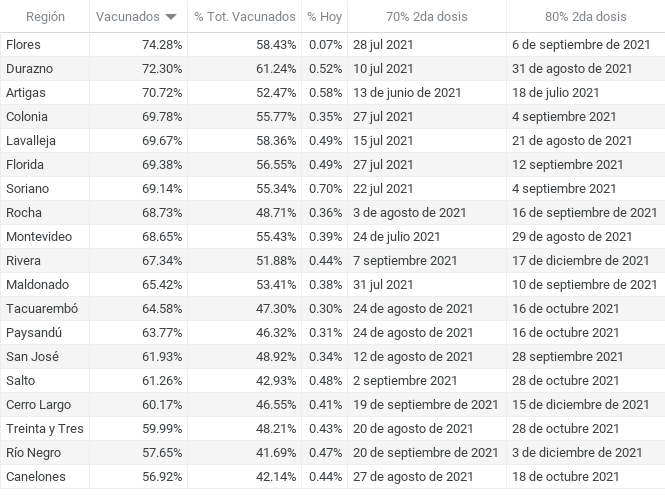 Región Vacunados % Tot. Vacunados % Hoy 70% 2da dosis 80% 2da dosis
Flores 74.28% 58.43% 0.07% 28 jul 2021 6 de septiembre de 2021
Durazno 72.30% 61.24% 0.52% 10 jul 2021 31 de agosto de 2021
Artigas 70.72% 52.47% 0.58% 13 de junio de 2021 18 de julio 2021
Colonia 69.78% 55.77% 0.35% 27 jul 2021 4 septiembre 2021
Lavalleja 69.67% 58.36% 0.49% 15 jul 2021 21 de agosto de 2021
Florida 69.38% 56.55% 0.49% 27 jul 2021 12 septiembre 2021
Soriano 69.14% 55.34% 0.70% 22 jul 2021 4 septiembre 2021
Rocha 68.73% 48.71% 0.36% 3 de agosto de 2021 16 de septiembre de 2021
Montevideo 68.65% 55.43% 0.39% 24 de julio 2021 29 de agosto de 2021
Rivera 67.34% 51.88% 0.44% 7 septiembre 2021 17 de diciembre de 2021
Maldonado 65.42% 53.41% 0.38% 31 jul 2021 10 de septiembre de 2021
Tacuarembó 64.58% 47.30% 0.30% 24 de agosto de 2021 16 de octubre 2021
Paysandú 63.77% 46.32% 0.31% 24 de agosto de 2021 16 de octubre 2021
San José 61.93% 48.92% 0.34% 12 de agosto de 2021 28 septiembre 2021
Salto 61.26% 42.93% 0.48% 2 septiembre 2021 28 de octubre 2021
Cerro Largo 60.17% 46.55% 0.41% 19 de septiembre de 2021 15 de diciembre de 2021
Treinta y Tres 59.99% 48.21% 0.43% 20 de agosto de 2021 28 de octubre 2021
Río Negro 57.65% 41.69% 0.47% 20 de septiembre de 2021 3 de diciembre de 2021
Canelones 56.92% 42.14% 0.44% 27 de agosto de 2021 18 de octubre 2021